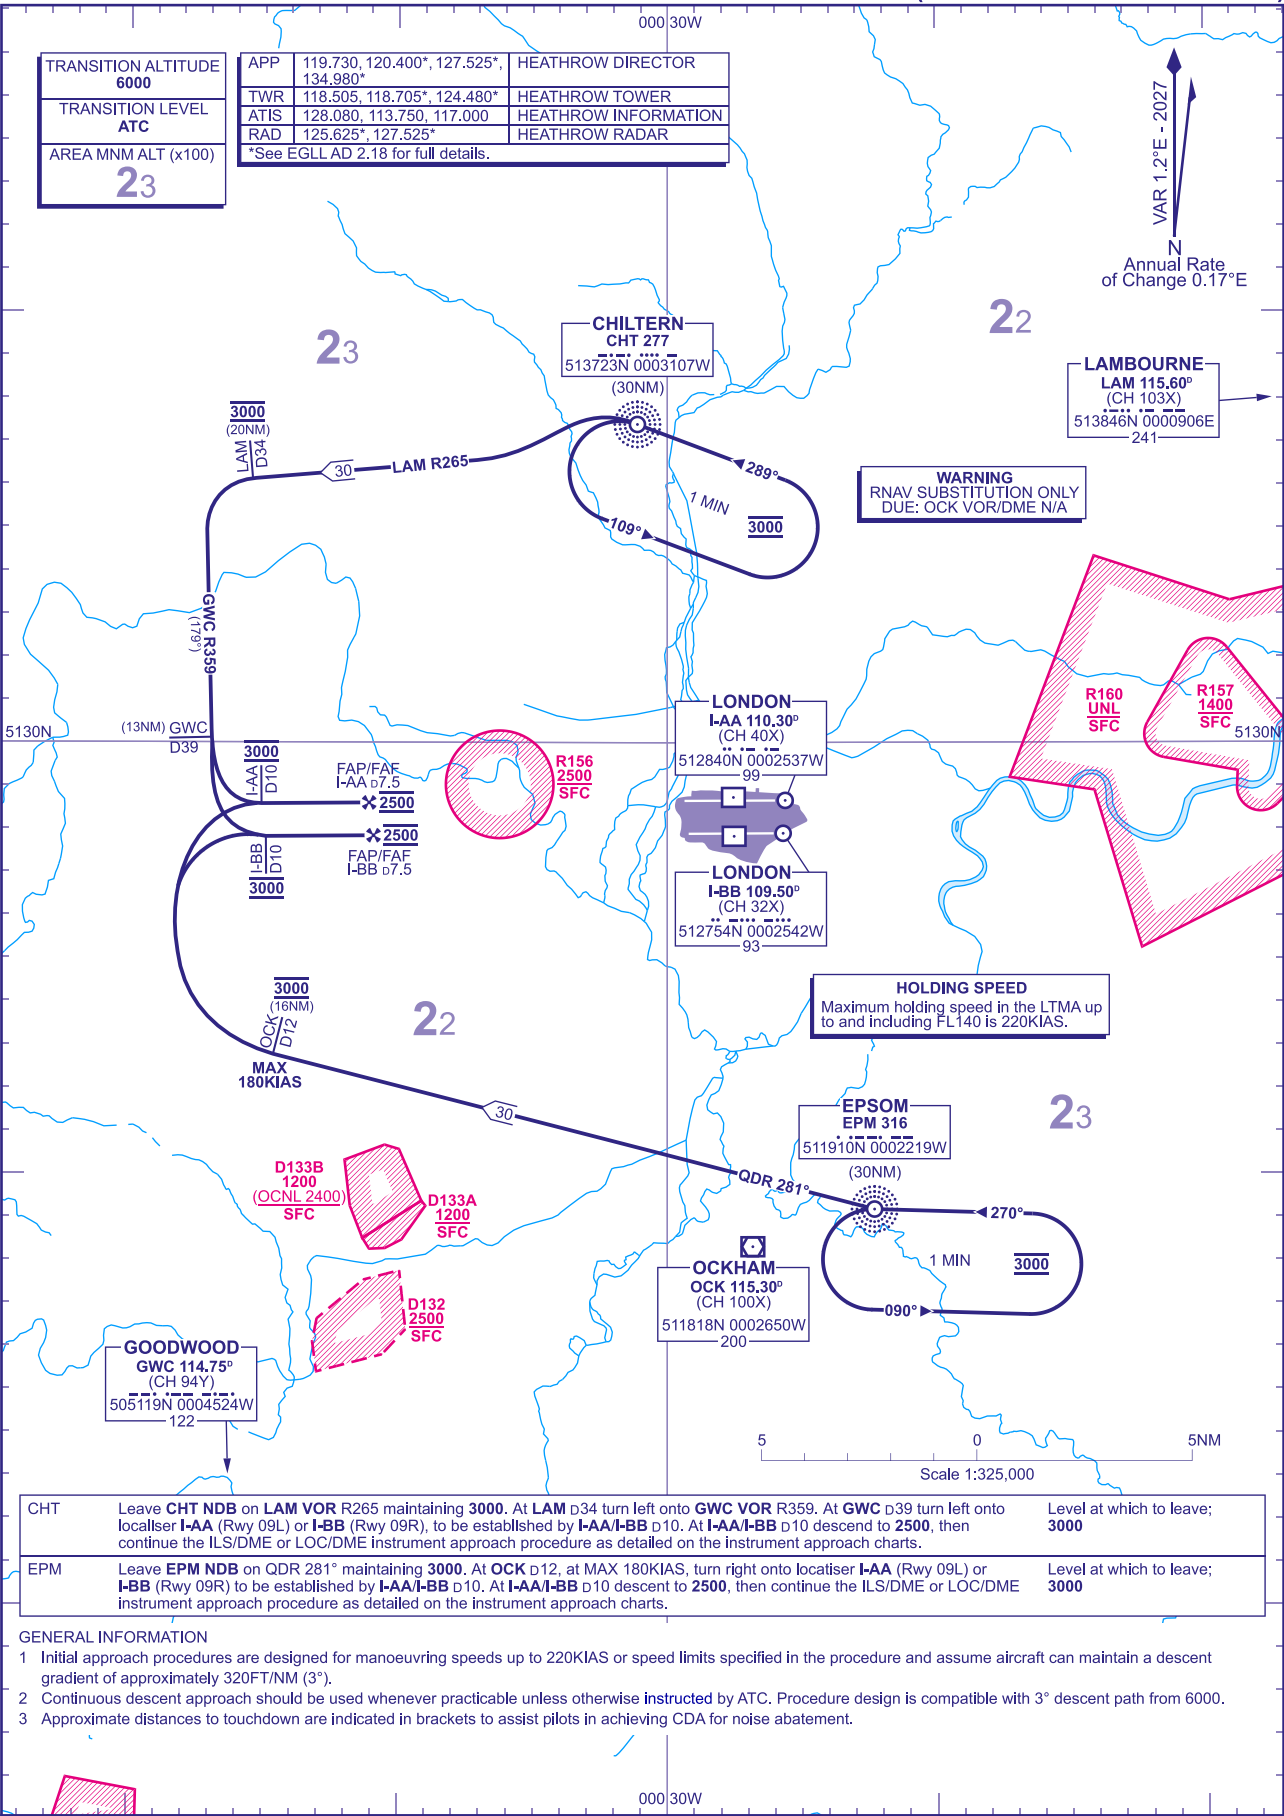 000 30W
TRANSITION ALTITUDE
6000
TRANSITION LEVEL
ATC
AREA MNM ALT (x100)
23
APP 119.730, 120.400*, 127.525*, HEATHROW DIRECTOR
134.980*
TWR 118.505, 118.705*, 124.480* HEATHROW TOWER
ATIS 128.080, 113.750, 117.000 HEATHROW INFORMATION
RAD 125.625*, 127.525* HEATHROW RADAR
*See EGLL AD 2.18 for full details.
VAR 1.2°E - 2027
N
Annual Rate
of Change 0.17°E
23
22
CHILTERN
CHT 277
513723N 0003107W
(30NM)
LAMBOURNE
LAM 115.60D
(CH 103X)
513846N 0000906E
241
3000
(20NM)
LAM
D34
30
LAM R265
289°
1 MIN
109°
3000
WARNING
RNAV SUBSTITUTION ONLY
DUE: OCK VOR/DME N/A
GWC R359
(179°)
R160
UNL
SFC
R157
1400
SFC
5130N
5130N
(13NM) GWC
D39
LONDON
I-AA 110.30D
(CH 40X)
512840N 0002537W
99
3000
I-AA
D10
FAP/FAF
I-AA D7.5
2500
R156
2500
SFC
2500
FAP/FAF
I-BB D7.5
I-BB
D10
3000
LONDON
I-BB 109.50D
(CH 32X)
512754N 0002542W
93
3000
(16NM)
OCK
D12
MAX
180KIAS
22
HOLDING SPEED
Maximum holding speed in the LTMA up
to and including FL140 is 220KIAS.
30
23
EPSOM
EPM 316
511910N 0002219W
(30NM)
QDR 281°
270°
1 MIN
3000
090°
D133B
1200
(OCNL 2400)
SFC
D133A
1200
SFC
OCKHAM
OCK 115.30D
(CH 100X)
511818N 0002650W
200
D132
2500
SFC
GOODWOOD
GWC 114.75D
(CH 94Y)
505119N 0004524W
122
5 0 5NM
Scale 1:325,000
CHT Leave CHT NDB on LAM VOR R265 maintaining 3000. At LAM D34 turn left onto GWC VOR R359. At GWC D39 turn left onto Level at which to leave;
localiser I-AA (Rwy 09L) or I-BB (Rwy 09R), to be established by I-AA/I-BB D10. At I-AA/I-BB D10 descend to 2500, then 3000
continue the ILS/DME or LOC/DME instrument approach procedure as detailed on the instrument approach charts.
EPM Leave EPM NDB on QDR 281° maintaining 3000. At OCK D12, at MAX 180KIAS, turn right onto locatiser I-AA (Rwy 09L) or Level at which to leave;
I-BB (Rwy 09R) to be established by I-AA/I-BB D10. At I-AA/I-BB D10 descent to 2500, then continue the ILS/DME or LOC/DME 3000
instrument approach procedure as detailed on the instrument approach charts.
GENERAL INFORMATION
1 Initial approach procedures are designed for manoeuvring speeds up to 220KIAS or speed limits specified in the procedure and assume aircraft can maintain a descent
gradient of approximately 320FT/NM (3°).
2 Continuous descent approach should be used whenever practicable unless otherwise instructed by ATC. Procedure design is compatible with 3° descent path from 6000.
3 Approximate distances to touchdown are indicated in brackets to assist pilots in achieving CDA for noise abatement.
000 30W